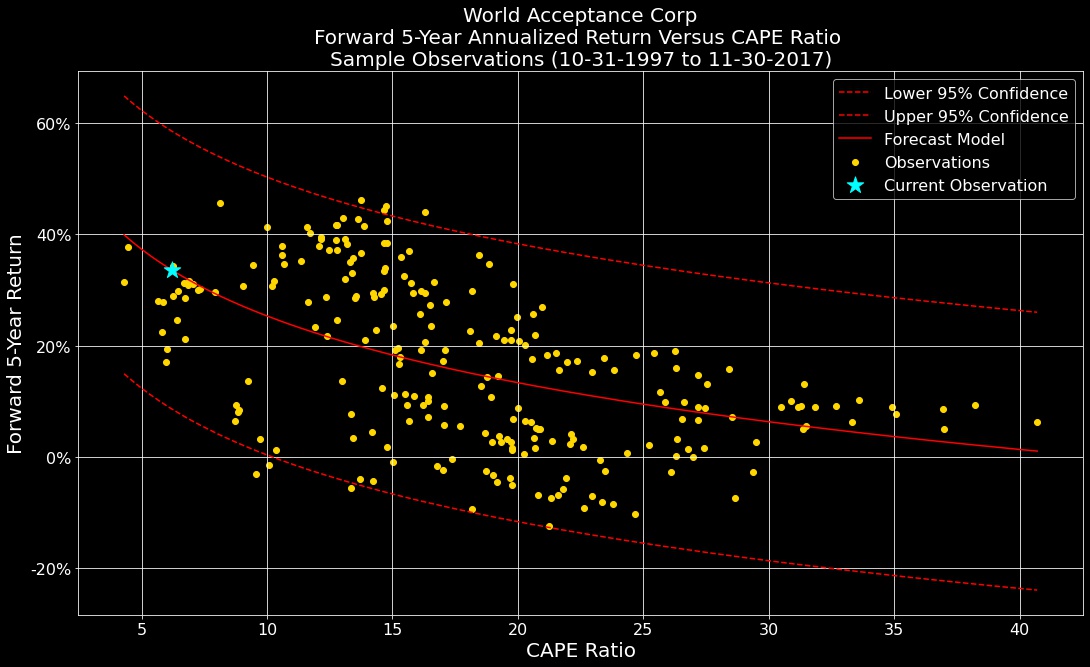 World Acceptance Corp
Forward 5-Year Annualized Return Versus CAPE Ratio
Sample Observations (10-31-1997 to 11-30-2017)
Lower 95% Confidence
Upper 95% Confidence
Forecast Model
Observations
Current Observation
Forward 5-Year Return
60%
40%
20%
0%
-20%
5 10 15 20 25 30 35 40
CAPE Ratio